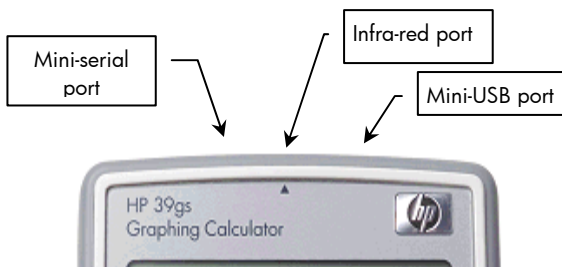 Infra-red port
Mini-serial
port
Mini-USB port
HP 39gs
Graphing Calculator
hp